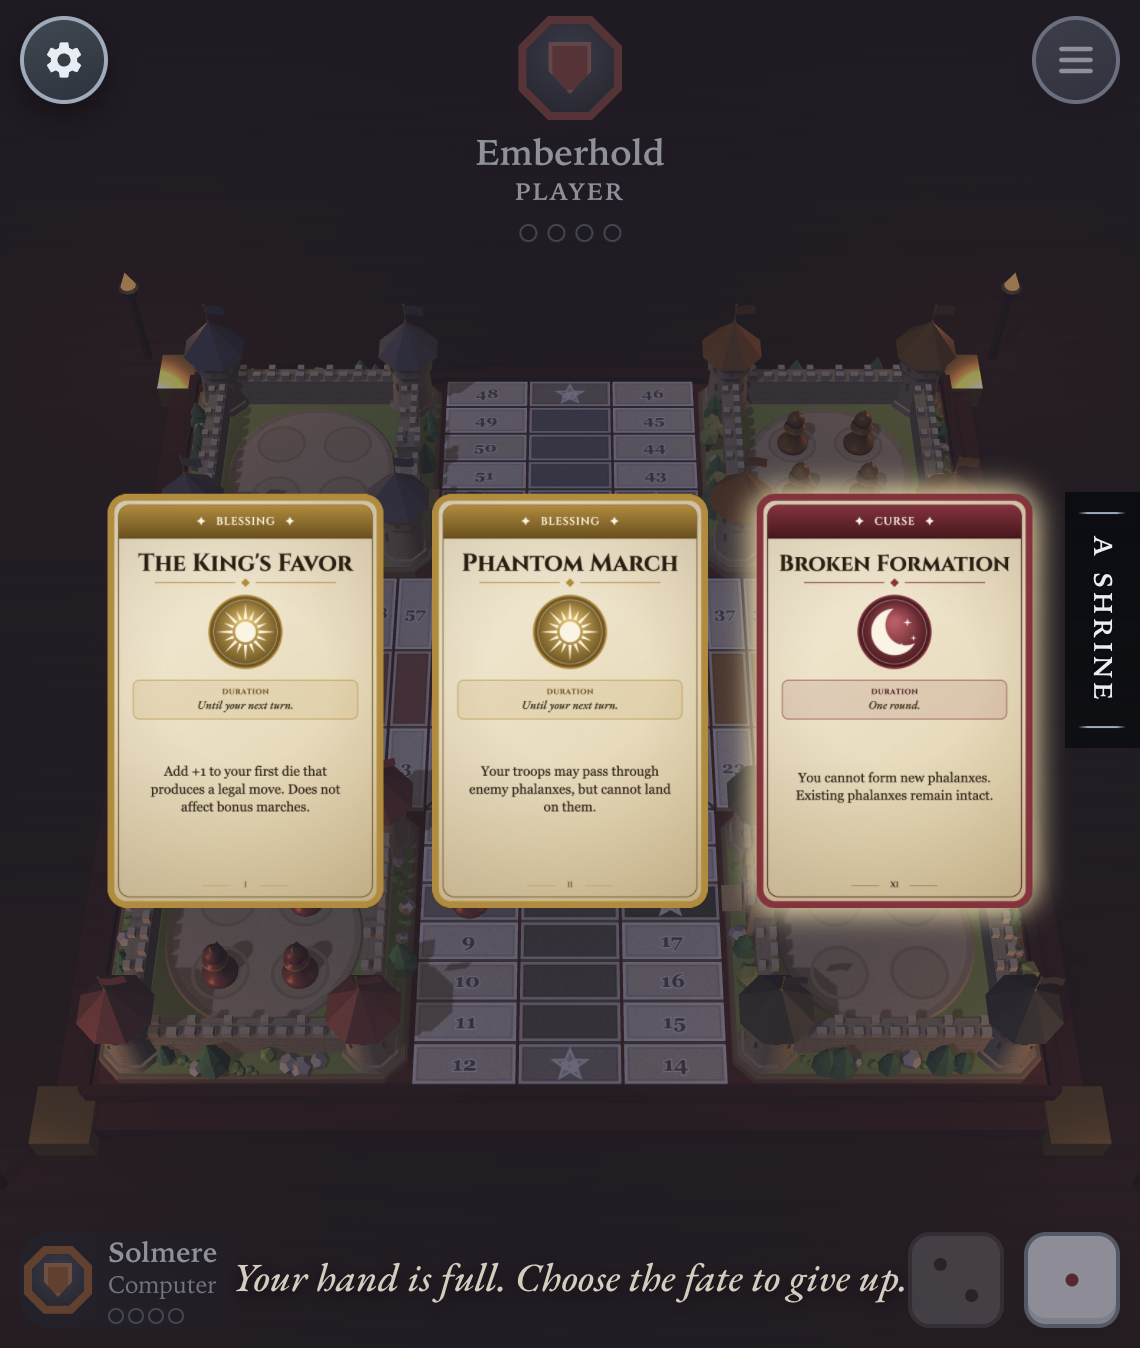 Emberhold
PLAYER
48 46
49 45
50 44
51 43
BLESSING
THE KING'S FAVOR
DURATION
Until your next turn.
Add +1 to your first die that
produces a legal move. Does not
affect bonus marches.
I
BLESSING
PHANTOM MARCH
DURATION
Until your next turn.
Your troops may pass through
enemy phalanxes, but cannot land
on them.
II
CURSE
BROKEN FORMATION
DURATION
One round.
You cannot form new phalanxes.
Existing phalanxes remain intact.
XI
A SHRINE
57 37
9 17
10 16
11 15
12 14
Solmere
Computer
Your hand is full. Choose the fate to give up.